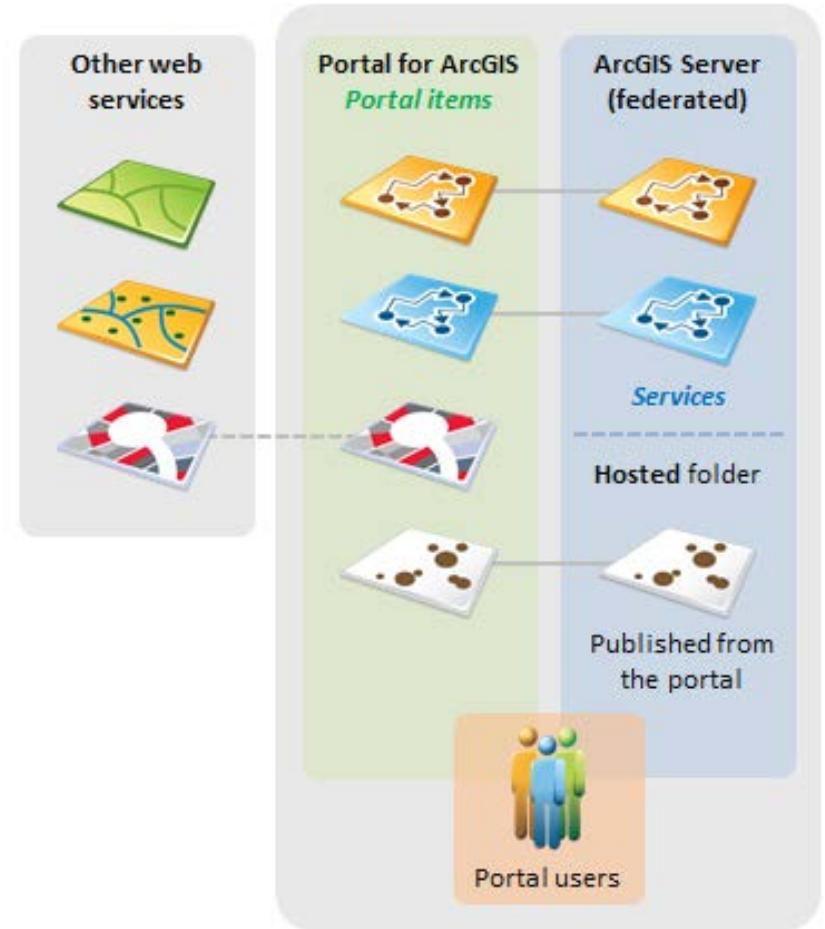 Other web
services
Portal for ArcGIS
Portal items
ArcGIS Server
(federated)
Services
Hosted folder
Published from
the portal
Portal users